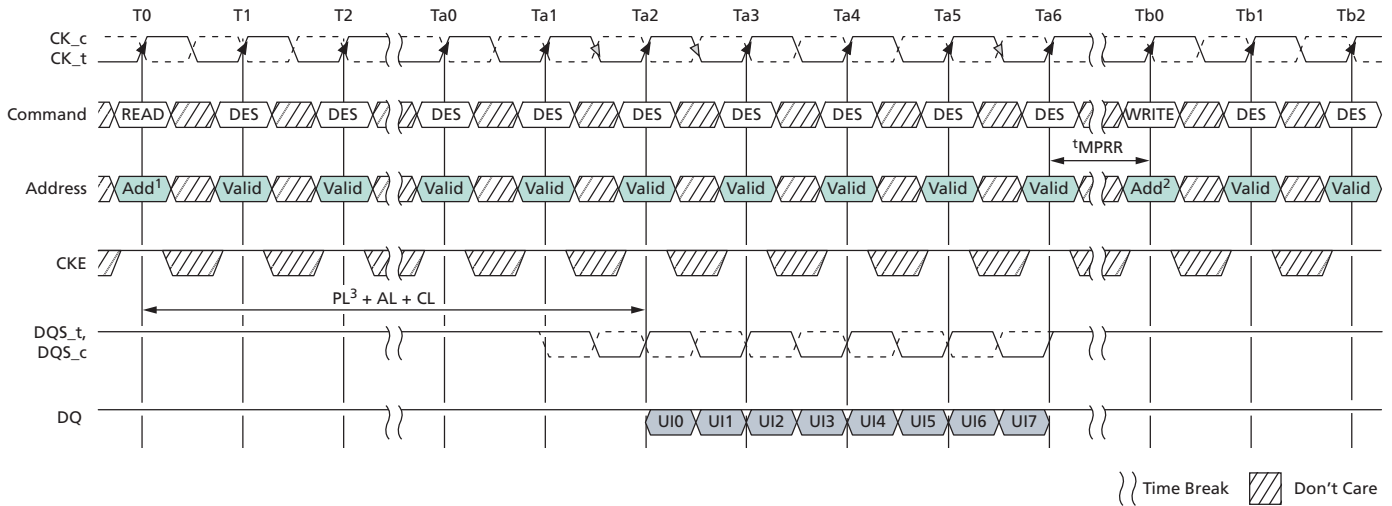 T0 T1 T2 Ta0 Ta1 Ta2 Ta3 Ta4 Ta5 Ta6 Tb0 Tb1 Tb2
CK_c
CK_t
Command READ DES DES DES DES DES DES DES DES DES WRITE DES DES
tMPRR
Address Add1 Valid Valid Valid Valid Valid Valid Valid Valid Valid Add2 Valid Valid
CKE
PL3 + AL + CL
DQS_t,
DQS_c
DQ UI0 UI1 UI2 UI3 UI4 UI5 UI6 UI7
Time Break Don't Care